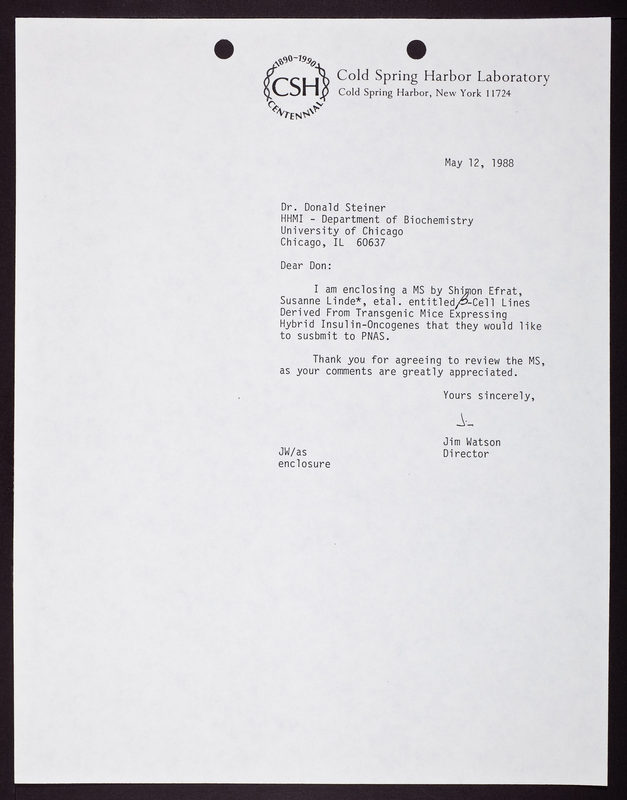 1890-1990
CSH
CENTENNIAL
Cold Spring Harbor Laboratory
Cold Spring Harbor, New York 11724
May 12, 1988
Dr. Donald Steiner
HHMI - Department of Biochemistry
University of Chicago
Chicago, IL  60637
Dear Don:
I am enclosing a MS by Shimon Efrat,
Susanne Linde*, etal. entitled β-Cell Lines
Derived From Transgenic Mice Expressing
Hybrid Insulin-Oncogenes that they would like
to susbmit to PNAS.
Thank you for agreeing to review the MS,
as your comments are greatly appreciated.
Yours sincerely,
Jim
Jim Watson
Director
JW/as
enclosure